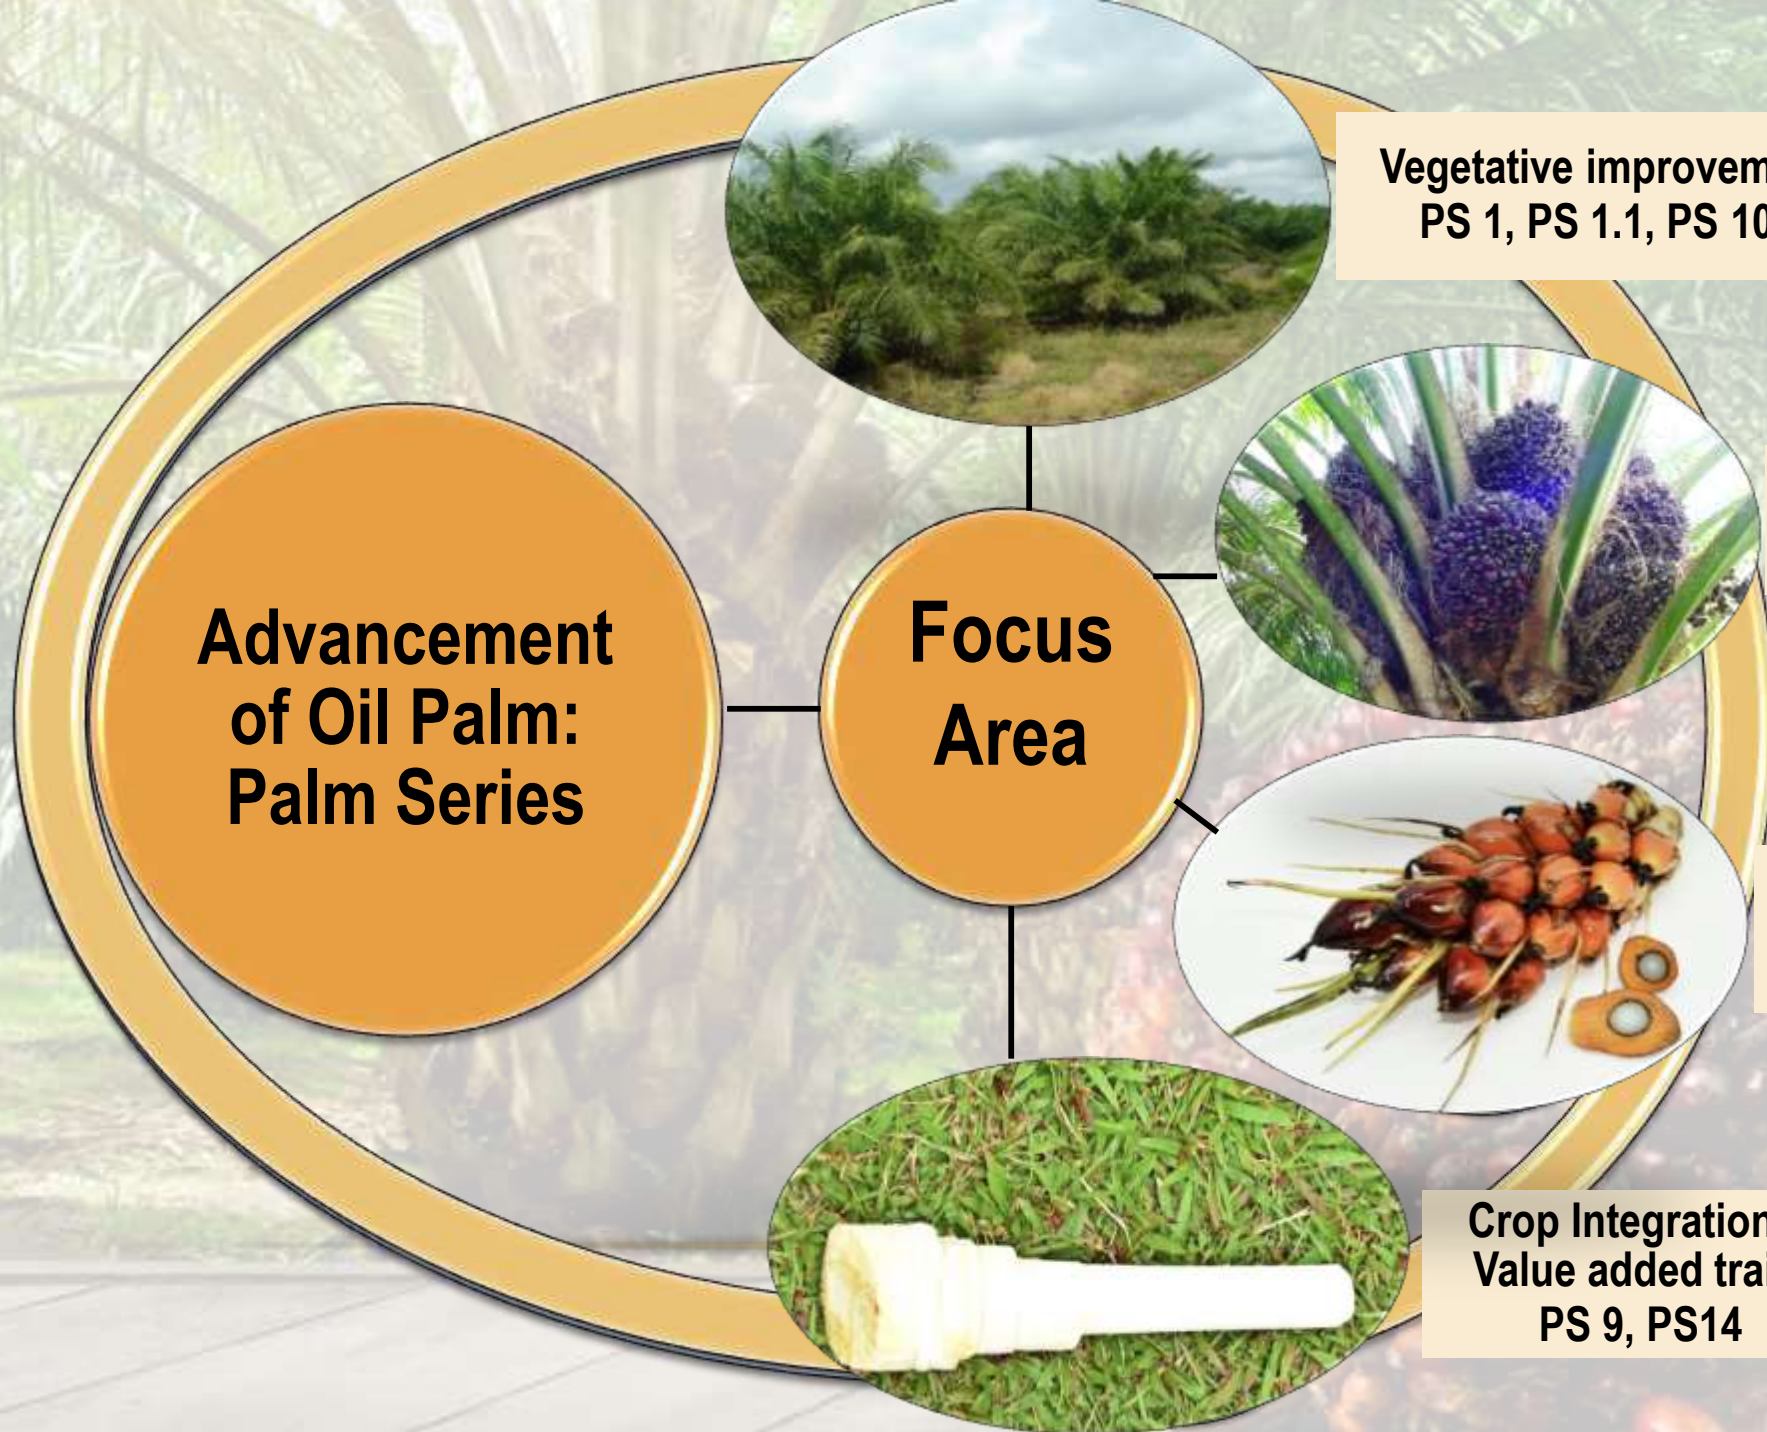 Vegetative improvem
PS 1, PS 1.1, PS 10
Advancement
of Oil Palm:
Palm Series
Focus
Area
Crop Integration
Value added trai
PS 9, PS14